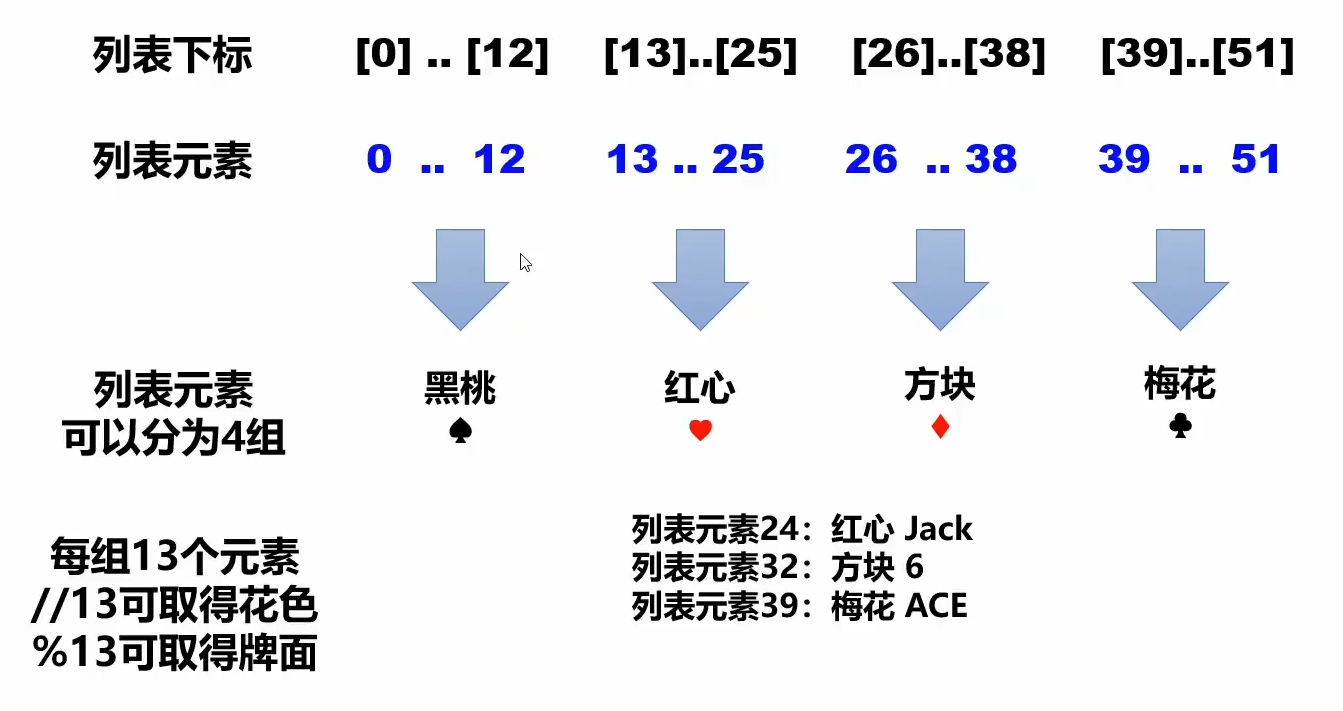 列表下标 [0] .. [12] [13]..[25] [26]..[38] [39]..[51]
列表元素 0 .. 12 13 .. 25 26 .. 38 39 .. 51
列表元素
可以分为4组
黑桃 红心 方块 梅花
♠ ♥ ♦ ♣
每组13个元素
//13可取得花色
%13可取得牌面
列表元素24：红心 Jack
列表元素32：方块 6
列表元素39：梅花 ACE